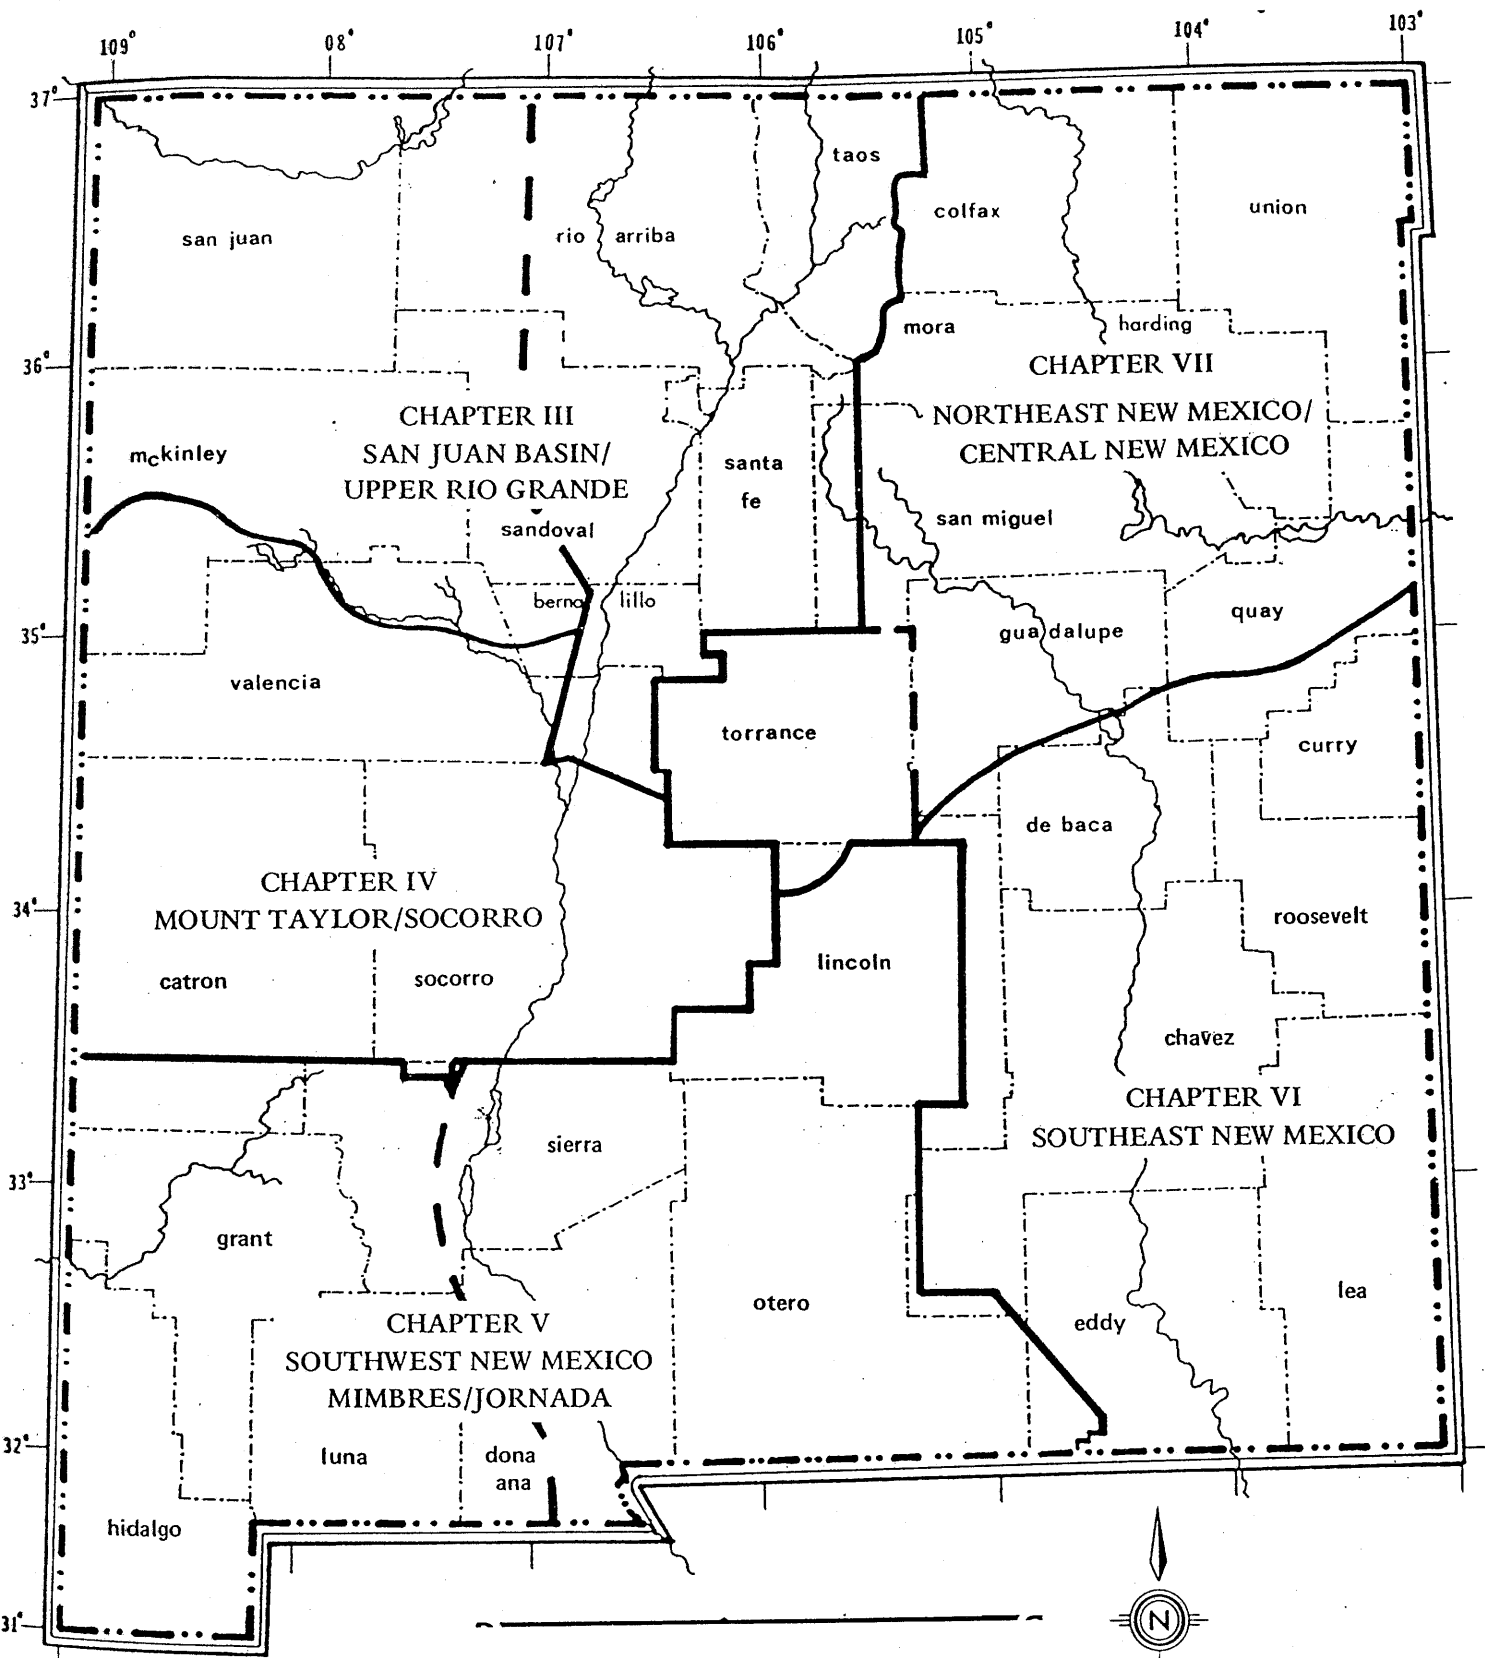 109° 08° 107° 106° 105° 104° 103°
37°
taos
colfax
union
san juan
rio arriba
mora
harding
36°
CHAPTER VII
NORTHEAST NEW MEXICO/
CENTRAL NEW MEXICO
CHAPTER III
SAN JUAN BASIN/
UPPER RIO GRANDE
mckinley
santa
fe
sandoval
san miguel
berna lillo
quay
35°
guadalupe
valencia
torrance
curry
de baca
CHAPTER IV
MOUNT TAYLOR/SOCORRO
34°
roosevelt
lincoln
catron
socorro
chavez
CHAPTER VI
SOUTHEAST NEW MEXICO
sierra
33°
grant
otero
lea
eddy
CHAPTER V
SOUTHWEST NEW MEXICO
MIMBRES/JORNADA
32°
luna
dona
ana
hidalgo
31°
N